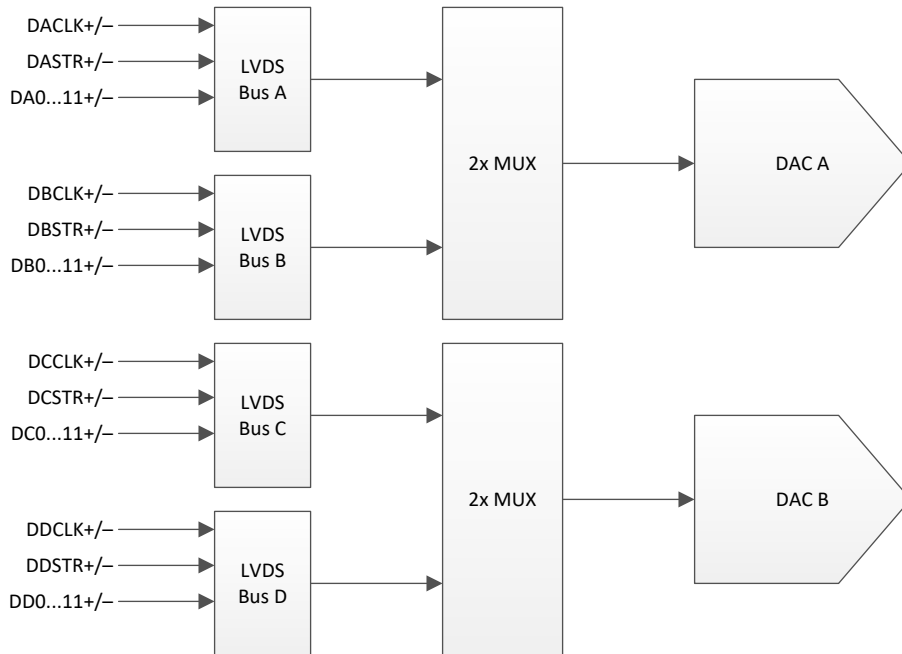 DACLK+/–
DASTR+/–
DA0...11+/–
LVDS
Bus A
DBCLK+/–
DBSTR+/–
DB0...11+/–
LVDS
Bus B
2x MUX
DAC A
DCCLK+/–
DCSTR+/–
DC0...11+/–
LVDS
Bus C
DDCLK+/–
DDSTR+/–
DD0...11+/–
LVDS
Bus D
2x MUX
DAC B